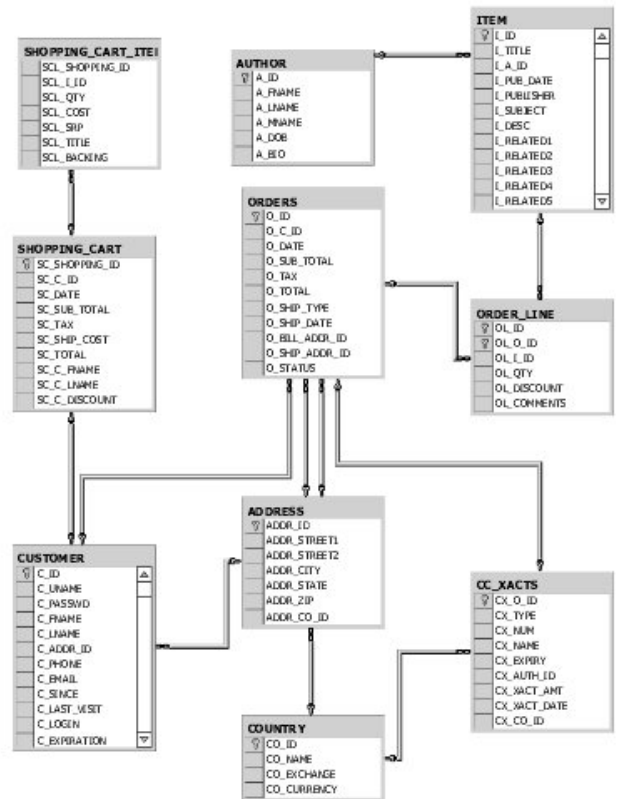 SHOPPING_CART_ITEI
SCL_SHOPPING_ID
SCL_I_ID
SCL_QTY
SCL_COST
SCL_SRP
SCL_TITLE
SCL_BACKING
AUTHOR
A_ID
A_FNAME
A_LNAME
A_MNAME
A_DOB
A_BIO
ITEM
I_ID
I_TITLE
I_A_ID
I_PUB_DATE
I_PUBLISHER
I_SUBJECT
I_DESC
I_RELATED1
I_RELATED2
I_RELATED3
I_RELATED4
I_RELATED5
SHOPPING_CART
SC_SHOPPING_ID
SC_C_ID
SC_DATE
SC_SUB_TOTAL
SC_TAX
SC_SHIP_COST
SC_TOTAL
SC_C_FNAME
SC_C_LNAME
SC_C_DISCOUNT
ORDERS
O_ID
O_C_ID
O_DATE
O_SUB_TOTAL
O_TAX
O_TOTAL
O_SHIP_TYPE
O_SHIP_DATE
O_BILL_ADDR_ID
O_SHIP_ADDR_ID
O_STATUS
ORDER_LINE
OL_ID
OL_O_ID
OL_I_ID
OL_QTY
OL_DISCOUNT
OL_COMMENTS
CUSTOMER
C_ID
C_UNAME
C_PASSWD
C_FNAME
C_LNAME
C_ADDR_ID
C_PHONE
C_EMAIL
C_SINCE
C_LAST_VISIT
C_LOGIN
C_EXPIRATION
ADDRESS
ADDR_ID
ADDR_STREET1
ADDR_STREET2
ADDR_CITY
ADDR_STATE
ADDR_ZIP
ADDR_CO_ID
CC_XACTS
CX_O_ID
CX_TYPE
CX_NUM
CX_NAME
CX_EXPIRY
CX_AUTH_ID
CX_XACT_AMT
CX_XACT_DATE
CX_CO_ID
COUNTRY
CO_ID
CO_NAME
CO_EXCHANGE
CO_CURRENCY